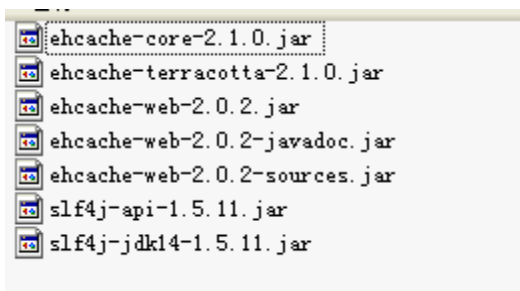 ehcache-core-2.1.0.jar
ehcache-terracotta-2.1.0.jar
ehcache-web-2.0.2.jar
ehcache-web-2.0.2-javadoc.jar
ehcache-web-2.0.2-sources.jar
slf4j-api-1.5.11.jar
slf4j-jdk14-1.5.11.jar